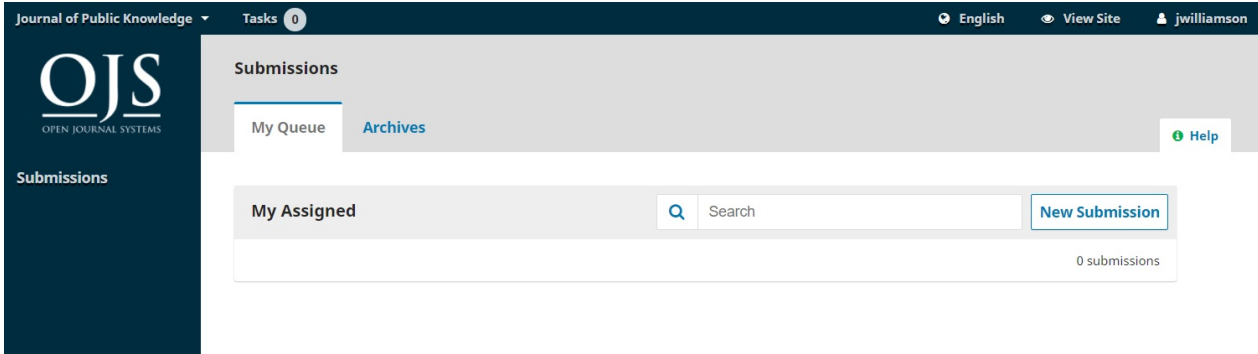 Journal of Public Knowledge Tasks 0 English View Site jwilliamson
OJS
OPEN JOURNAL SYSTEMS
Submissions
Submissions
My Queue Archives
Help
My Assigned Search New Submission
0 submissions